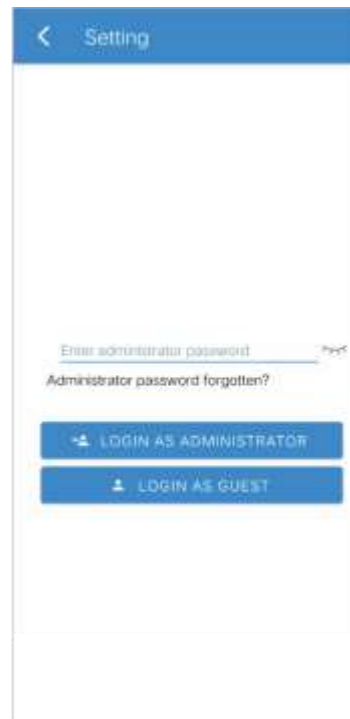 Setting
Enter administrator password
Administrator password forgotten?
LOGIN AS ADMINISTRATOR
LOGIN AS GUEST